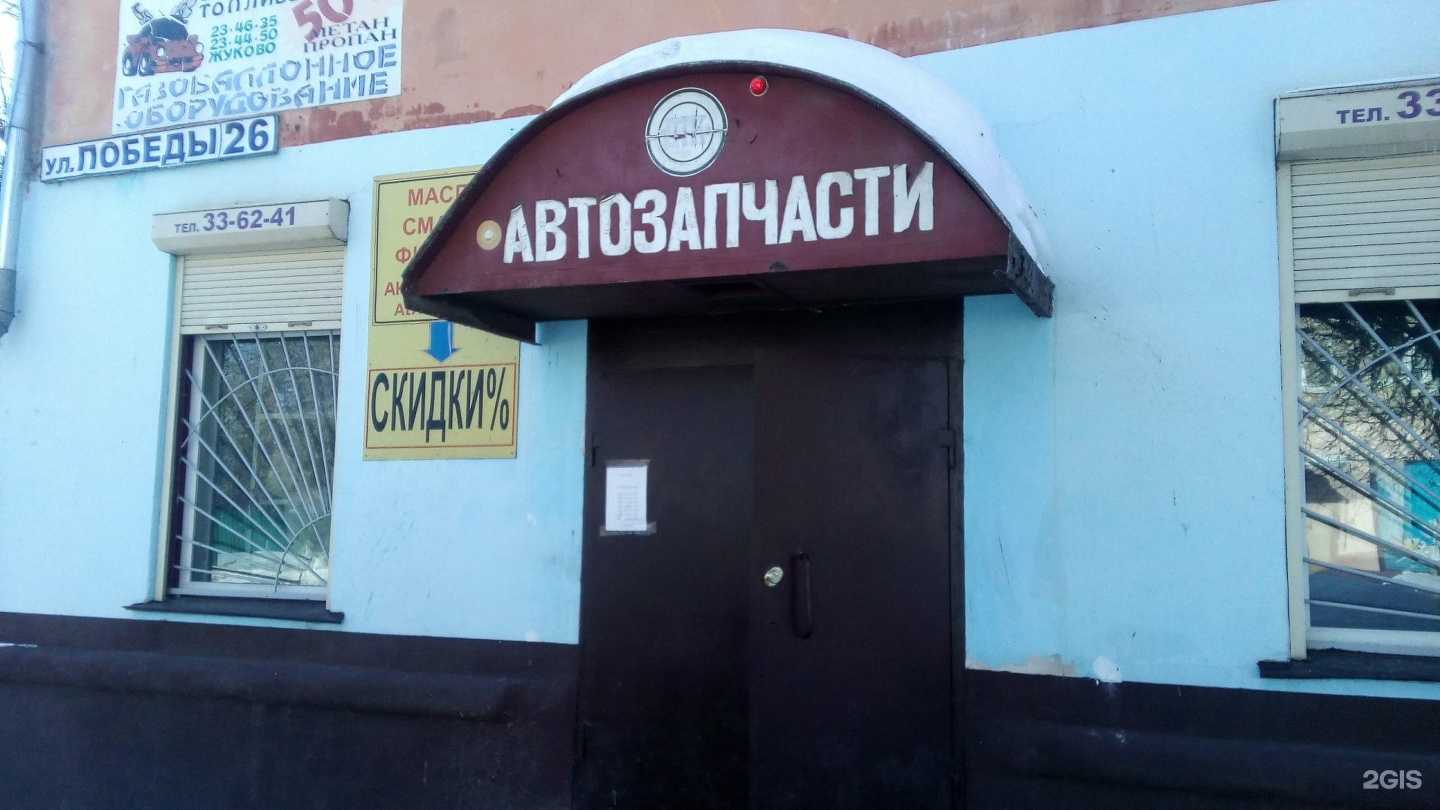 ТОПЛИВО
50%
23-46-35
МЕТАН
23-44-50
ПРОПАН
ЖУКОВО
ГАЗОБАЛЛОННОЕ
ОБОРУДОВАНИЕ
УЛ. ПОБЕДЫ 26
ТЕЛ. 33-62-41
АВТОЗАПЧАСТИ
СКИДКИ%
ТЕЛ. 33
2GIS